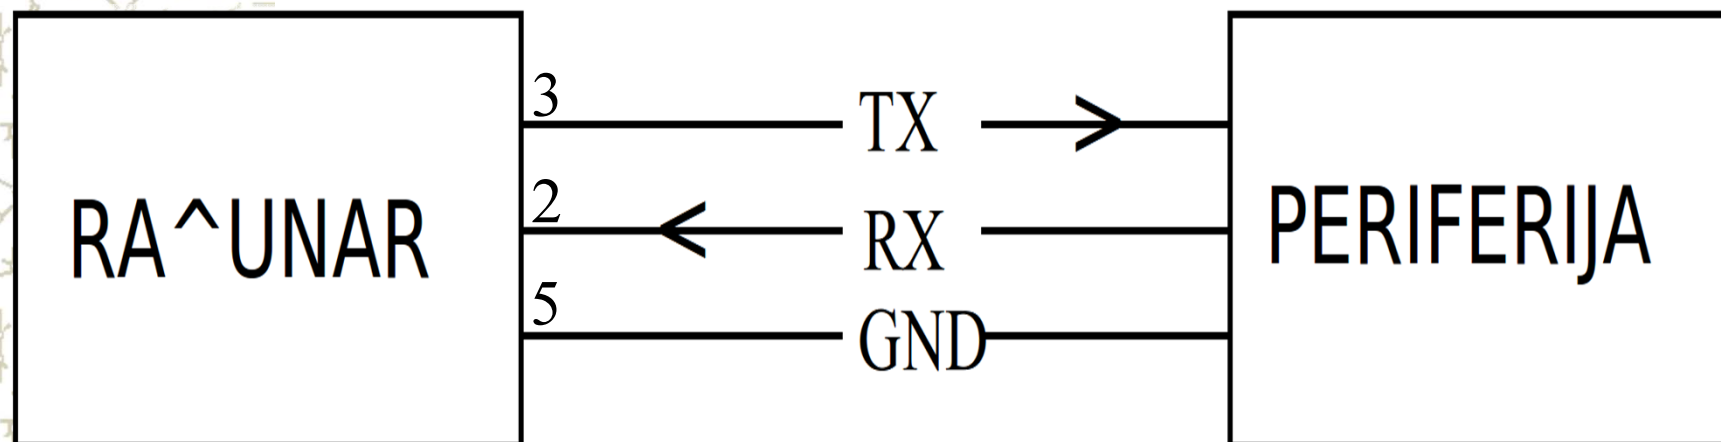 3
TX
RA^UNAR
2
RX
PERIFERIJA
5
GND